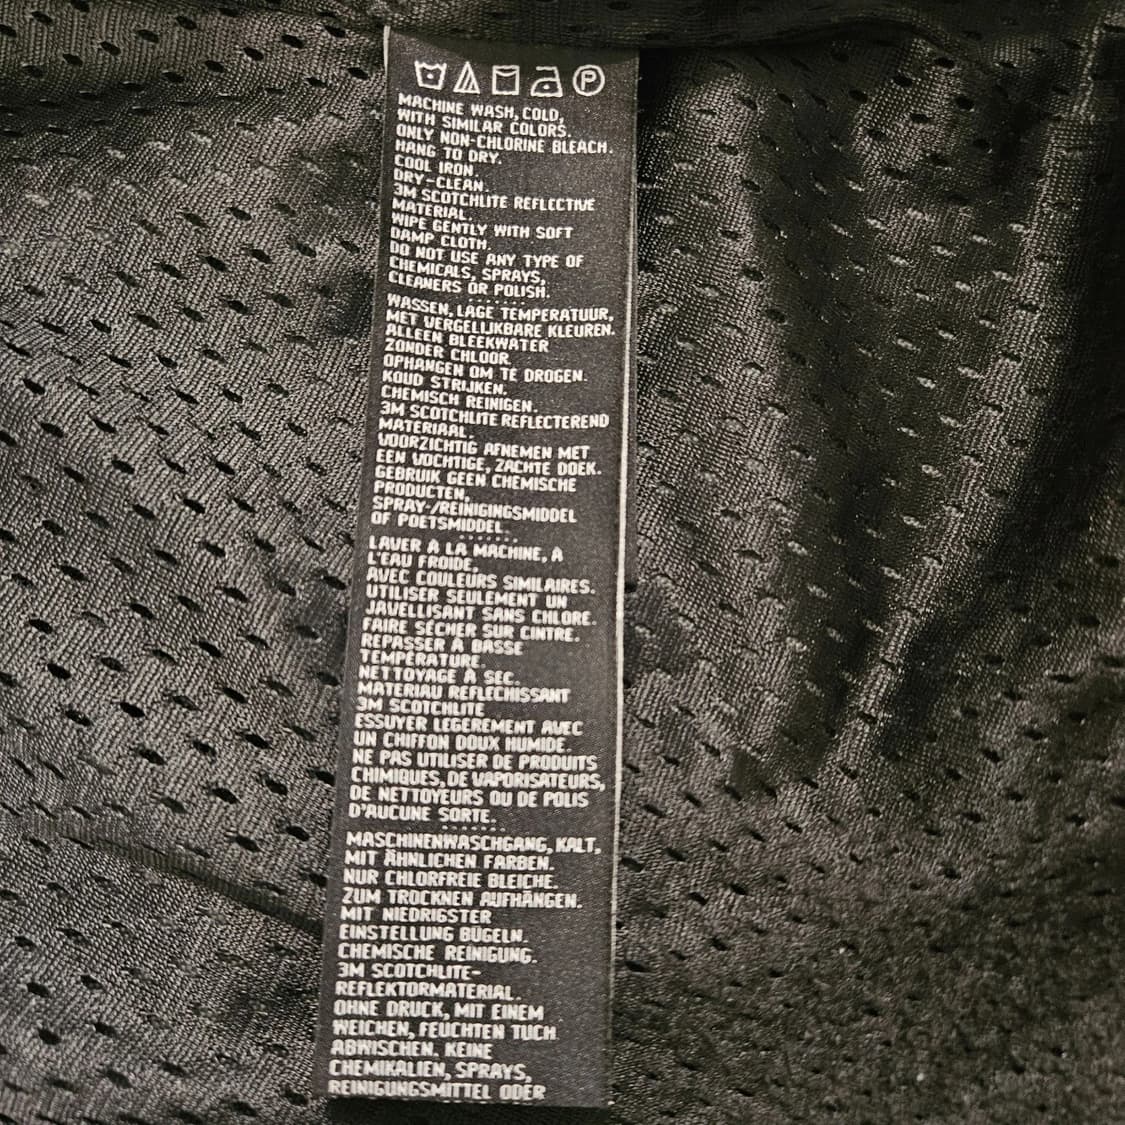 P
MACHINE WASH, COLD,
WITH SIMILAR COLORS.
ONLY NON-CHLORINE BLEACH.
HANG TO DRY.
COOL IRON.
DRY-CLEAN.
3M SCOTCHLITE REFLECTIVE
MATERIAL.
WIPE GENTLY WITH SOFT
DAMP CLOTH.
DO NOT USE ANY TYPE OF
CHEMICALS, SPRAYS,
CLEANERS OR POLISH.
WASSEN, LAGE TEMPERATUUR,
MET VERGELIJKBARE KLEUREN.
ALLEEN BLEEKWATER
ZONDER CHLOOR.
OPHANGEN OM TE DROGEN.
KOUD STRIJKEN.
CHEMISCH REINIGEN.
3M SCOTCHLITE REFLECTEREND
MATERIAAL.
VOORZICHTIG AFNEMEN MET
EEN VOCHTIGE, ZACHTE DOEK.
GEBRUIK GEEN CHEMISCHE
PRODUCTEN,
SPRAY-/REINIGINGSMIDDEL
OF POETSMIDDEL.
LAVER A LA MACHINE, A
L'EAU FROIDE,
AVEC COULEURS SIMILAIRES.
UTILISER SEULEMENT UN
JAVELLISANT SANS CHLORE.
FAIRE SÉCHER SUR CINTRE.
REPASSER À BASSE
TEMPÉRATURE.
NETTOYAGE À SEC.
MATERIAU REFLECHISSANT
3M SCOTCHLITE
ESSUYER LEGEREMENT AVEC
UN CHIFFON DOUX HUMIDE.
NE PAS UTILISER DE PRODUITS
CHIMIQUES, DE VAPORISATEURS,
DE NETTOYEURS OU DE POLIS
D'AUCUNE SORTE.
MASCHINENWASCHGANG, KALT,
MIT ÄHNLICHEN FARBEN.
NUR CHLORFREIE BLEICHE.
ZUM TROCKNEN AUFHÄNGEN.
MIT NIEDRIGSTER
EINSTELLUNG BÜGELN.
CHEMISCHE REINIGUNG.
3M SCOTCHLITE-
REFLEKTORMATERIAL.
OHNE DRUCK, MIT EINEM
WEICHEN, FEUCHTEN TUCH
ABWISCHEN. KEINE
CHEMIKALIEN, SPRAYS,
REINIGUNGSMITTEL ODER